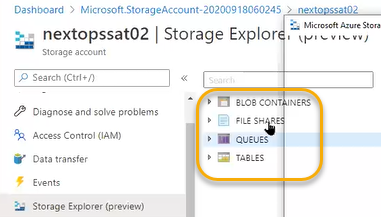 Dashboard > Microsoft.StorageAccount-20200918060245 > nextopssat02
nextopssat02 | Storage Explorer (preview)
Storage account
Microsoft Azure Stora
Search (Ctrl+/)
«
Search
Diagnose and solve problems
Access Control (IAM)
Data transfer
Events
Storage Explorer (preview)
BLOB CONTAINERS
FILE SHARES
QUEUES
TABLES